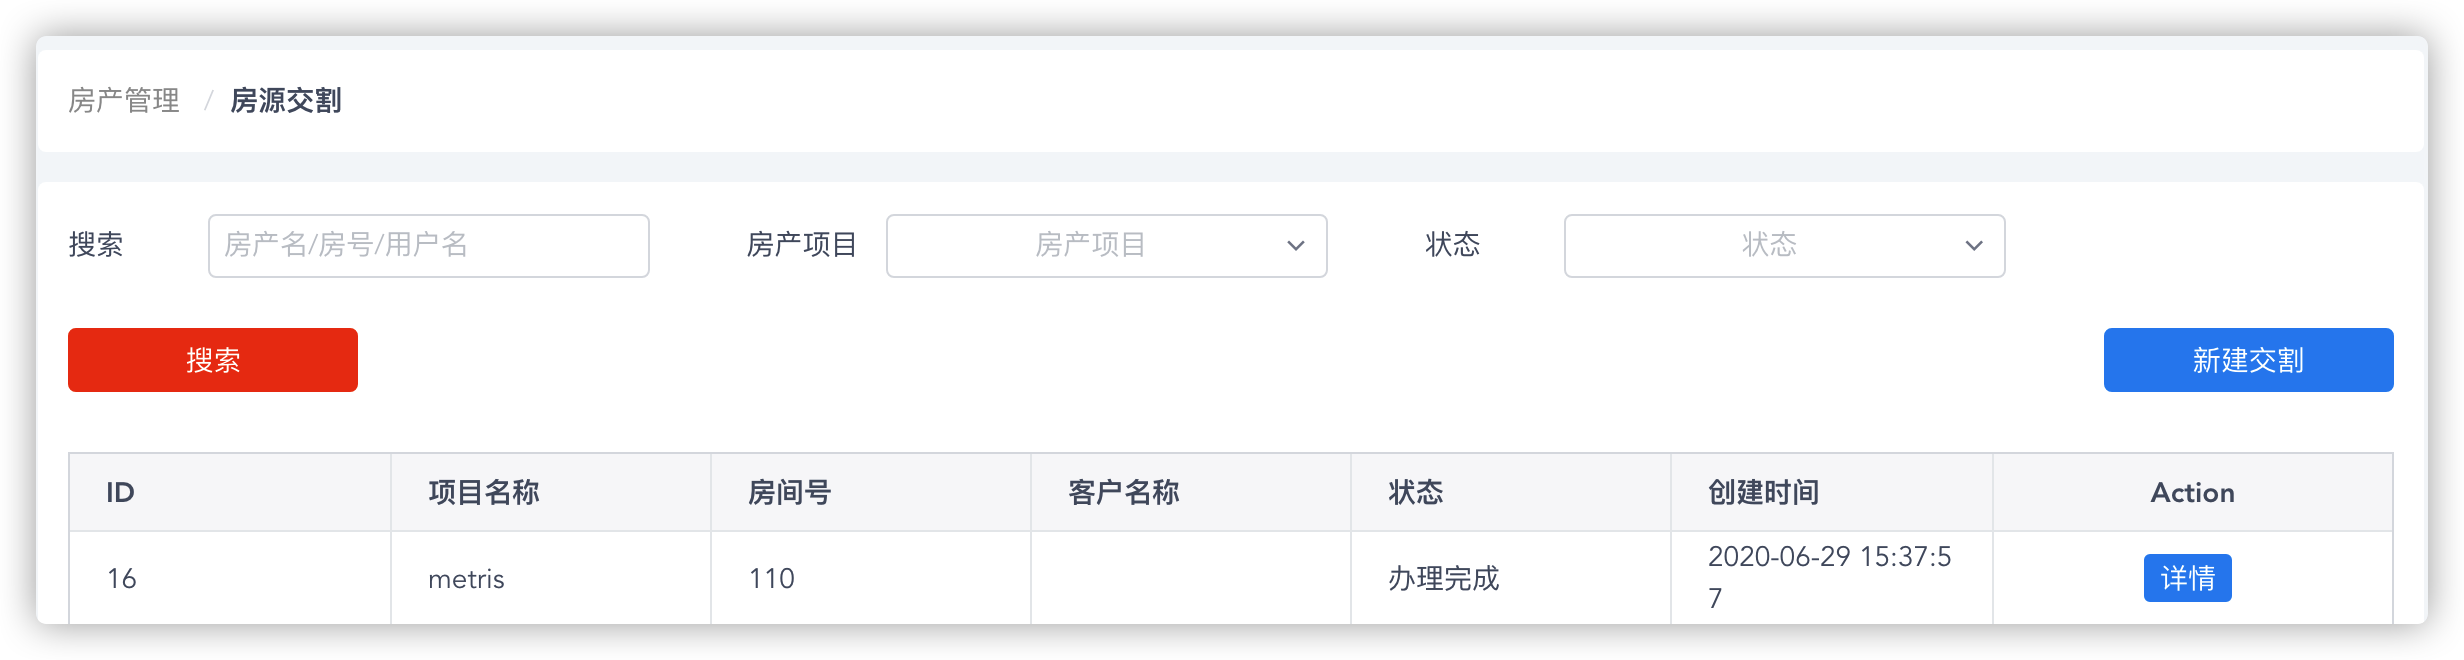 房产管理 / 房源交割
搜索 房产名/房号/用户名 房产项目 房产项目 状态 状态
搜索 新建交割
ID 项目名称 房间号 客户名称 状态 创建时间 Action
16 metris 110 办理完成 2020-06-29 15:37:5 详情
7